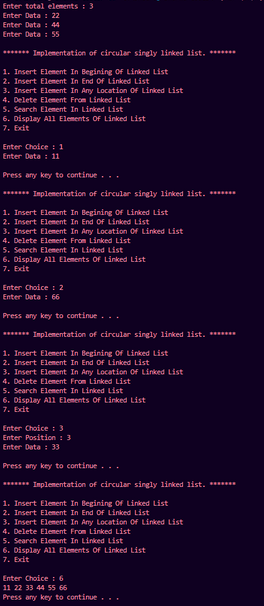 Enter total elements : 3
Enter Data : 22
Enter Data : 44
Enter Data : 55
******* Implementation of circular singly linked list. *******
1. Insert Element In Begining Of Linked List
2. Insert Element In End Of Linked List
3. Insert Element In Any Location Of Linked List
4. Delete Element From Linked List
5. Search Element In Linked List
6. Display All Elements Of Linked List
7. Exit
Enter Choice : 1
Enter Data : 11
Press any key to continue . . .
******* Implementation of circular singly linked list. *******
1. Insert Element In Begining Of Linked List
2. Insert Element In End Of Linked List
3. Insert Element In Any Location Of Linked List
4. Delete Element From Linked List
5. Search Element In Linked List
6. Display All Elements Of Linked List
7. Exit
Enter Choice : 2
Enter Data : 66
Press any key to continue . . .
******* Implementation of circular singly linked list. *******
1. Insert Element In Begining Of Linked List
2. Insert Element In End Of Linked List
3. Insert Element In Any Location Of Linked List
4. Delete Element From Linked List
5. Search Element In Linked List
6. Display All Elements Of Linked List
7. Exit
Enter Choice : 3
Enter Position : 3
Enter Data : 33
Press any key to continue . . .
******* Implementation of circular singly linked list. *******
1. Insert Element In Begining Of Linked List
2. Insert Element In End Of Linked List
3. Insert Element In Any Location Of Linked List
4. Delete Element From Linked List
5. Search Element In Linked List
6. Display All Elements Of Linked List
7. Exit
Enter Choice : 6
11 22 33 44 55 66
Press any key to continue . . .